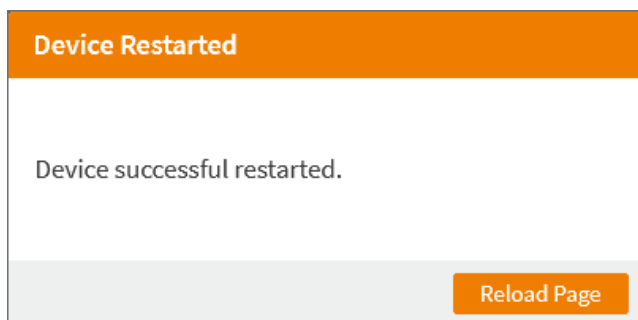 Device Restarted
Device successful restarted.
Reload Page